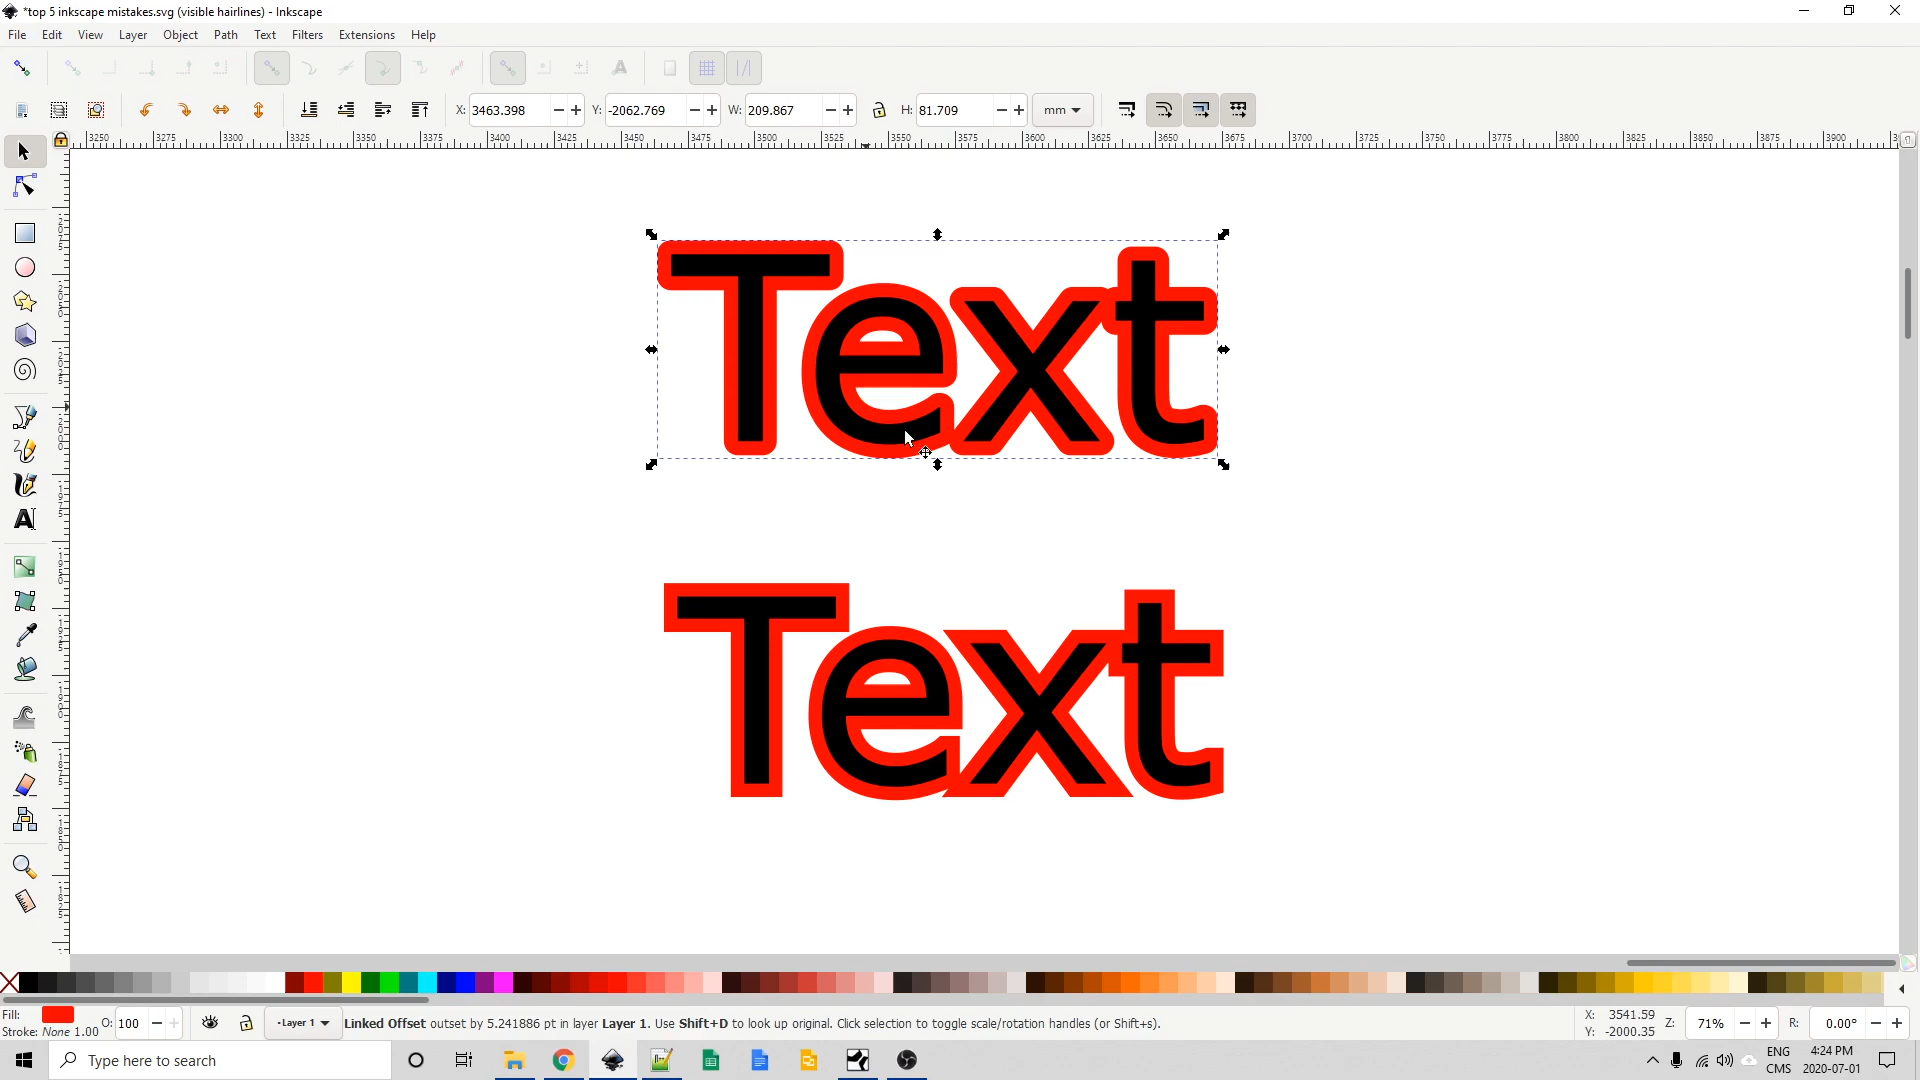 *top 5 inkscape mistakes.svg (visible hairlines) - Inkscape
File Edit View Layer Object Path Text Filters Extensions Help
X: 3463.398 Y: -2062.769 W: 209.867 H: 81.709 mm
3250 3275 3300 3325 3350 3375 3400 3425 3450 3475 3500 3525 3550 3575 3600 3625 3650 3675 3700 3725 3750 3775 3800 3825 3850 3875 3900
Text
Text
Fill:
Stroke: None 1.00
O: 100
Layer 1
Linked Offset outset by 5.241886 pt in layer Layer 1. Use Shift+D to look up original. Click selection to toggle scale/rotation handles (or Shift+s).
X: 3541.59
Y: -2000.35
Z: 71%
R: 0.00°
Type here to search
ENG
CMS
4:24 PM
2020-07-01